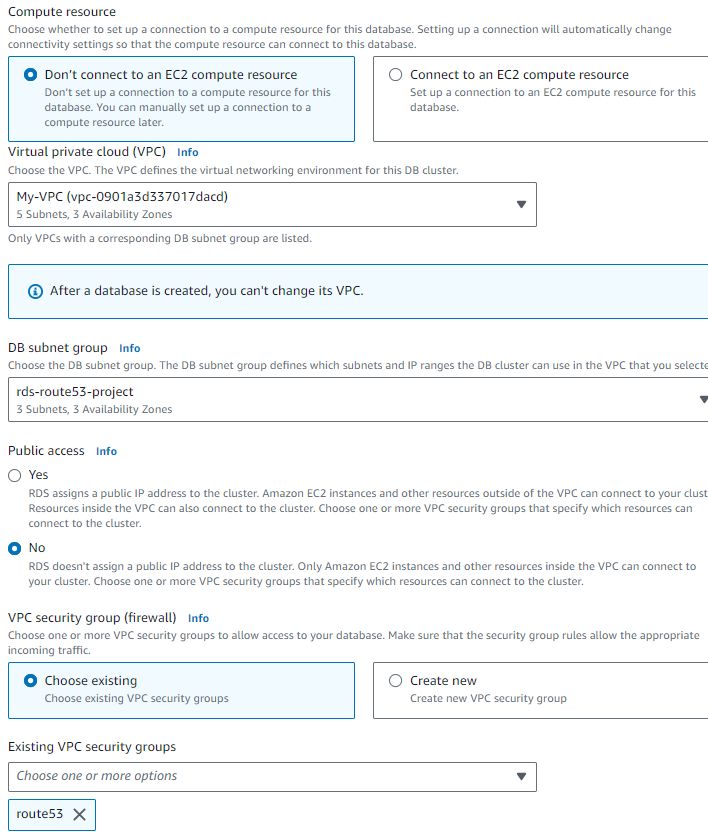 Compute resource
Choose whether to set up a connection to a compute resource for this database. Setting up a connection will automatically change
connectivity settings so that the compute resource can connect to this database.
Don't connect to an EC2 compute resource
Don't set up a connection to a compute resource for this
database. You can manually set up a connection to a
compute resource later.
Connect to an EC2 compute resource
Set up a connection to an EC2 compute resource for this
database.
Virtual private cloud (VPC) Info
Choose the VPC. The VPC defines the virtual networking environment for this DB cluster.
My-VPC (vpc-0901a3d337017dacd)
5 Subnets, 3 Availability Zones
Only VPCs with a corresponding DB subnet group are listed.
After a database is created, you can't change its VPC.
DB subnet group Info
Choose the DB subnet group. The DB subnet group defines which subnets and IP ranges the DB cluster can use in the VPC that you selecte
rds-route53-project
3 Subnets, 3 Availability Zones
Public access Info
Yes
RDS assigns a public IP address to the cluster. Amazon EC2 instances and other resources outside of the VPC can connect to your clust
Resources inside the VPC can also connect to the cluster. Choose one or more VPC security groups that specify which resources can
connect to the cluster.
No
RDS doesn't assign a public IP address to the cluster. Only Amazon EC2 instances and other resources inside the VPC can connect to
your cluster. Choose one or more VPC security groups that specify which resources can connect to the cluster.
VPC security group (firewall) Info
Choose one or more VPC security groups to allow access to your database. Make sure that the security group rules allow the appropriate
incoming traffic.
Choose existing
Choose existing VPC security groups
Create new
Create new VPC security group
Existing VPC security groups
Choose one or more options
route53